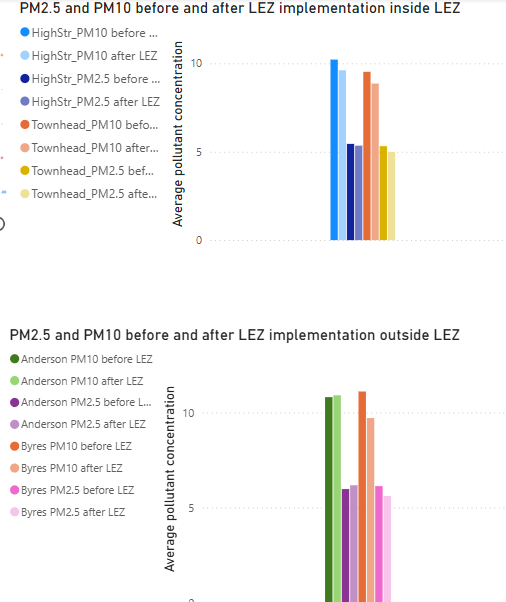 PM2.5 and PM10 before and after LEZ implementation inside LEZ
HighStr_PM10 before ...
HighStr_PM10 after LEZ
HighStr_PM2.5 before ...
HighStr_PM2.5 after LEZ
Townhead_PM10 befo...
Townhead_PM10 after...
Townhead_PM2.5 bef...
Townhead_PM2.5 afte...
Average pollutant concentration
10
5
0
PM2.5 and PM10 before and after LEZ implementation outside LEZ
Anderson PM10 before LEZ
Anderson PM10 after LEZ
Anderson PM2.5 before L...
Anderson PM2.5 after LEZ
Byres PM10 before LEZ
Byres PM10 after LEZ
Byres PM2.5 before LEZ
Byres PM2.5 after LEZ
Average pollutant concentration
10
5
0